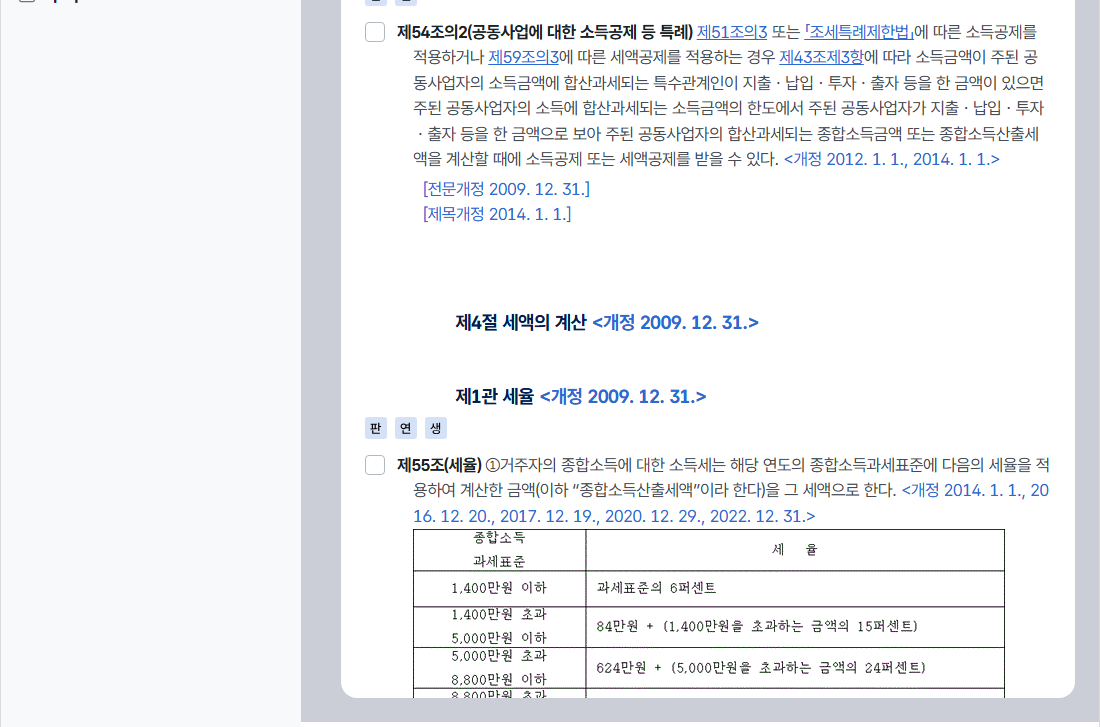 제54조의2(공동사업에 대한 소득공제 등 특례) 제51조의3 또는 「조세특례제한법」에 따른 소득공제를
적용하거나 제59조의3에 따른 세액공제를 적용하는 경우 제43조제3항에 따라 소득금액이 주된 공
동사업자의 소득금액에 합산과세되는 특수관계인이 지출ㆍ납입ㆍ투자ㆍ출자 등을 한 금액이 있으면
주된 공동사업자의 소득에 합산과세되는 소득금액의 한도에서 주된 공동사업자가 지출ㆍ납입ㆍ투자
ㆍ출자 등을 한 금액으로 보아 주된 공동사업자의 합산과세되는 종합소득금액 또는 종합소득산출세
액을 계산할 때에 소득공제 또는 세액공제를 받을 수 있다. <개정 2012. 1. 1., 2014. 1. 1.>
[전문개정 2009. 12. 31.]
[제목개정 2014. 1. 1.]
제4절 세액의 계산 <개정 2009. 12. 31.>
제1관 세율 <개정 2009. 12. 31.>
판 연 생
제55조(세율) ①거주자의 종합소득에 대한 소득세는 해당 연도의 종합소득과세표준에 다음의 세율을 적
용하여 계산한 금액(이하 "종합소득산출세액"이라 한다)을 그 세액으로 한다. <개정 2014. 1. 1., 20
16. 12. 20., 2017. 12. 19., 2020. 12. 29., 2022. 12. 31.>
종합소득
과세표준
세 율
1,400만원 이하
과세표준의 6퍼센트
1,400만원 초과
5,000만원 이하
84만원 + (1,400만원을 초과하는 금액의 15퍼센트)
5,000만원 초과
8,800만원 이하
624만원 + (5,000만원을 초과하는 금액의 24퍼센트)
8,800만원 초과